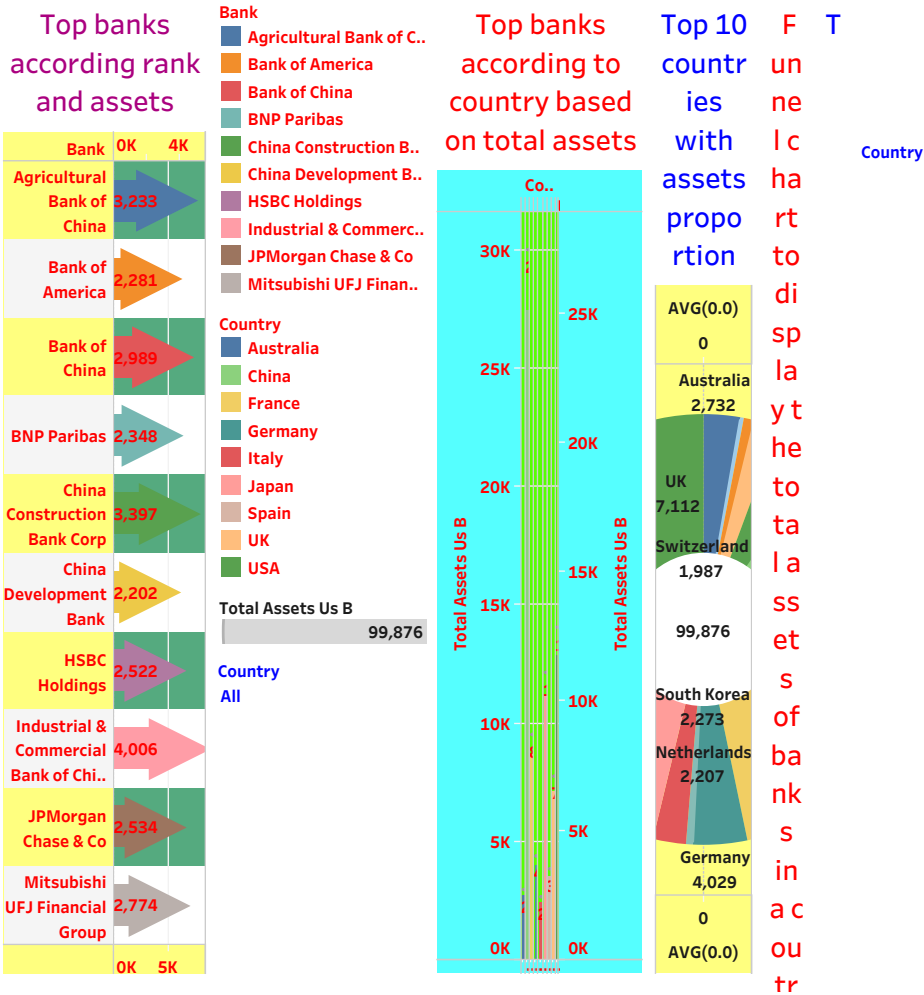 Top banks
according rank
and assets
Bank
0K
4K
Agricultural
Bank of
China
3,233
Bank of
America
2,281
Bank of
China
2,989
BNP Paribas
2,348
China
Construction
Bank Corp
3,397
China
Development
Bank
2,202
HSBC
Holdings
2,522
Industrial &
Commercial
Bank of Chi..
4,006
JPMorgan
Chase & Co
2,534
Mitsubishi
UFJ Financial
Group
2,774
0K
5K
Bank
Agricultural Bank of C..
Bank of America
Bank of China
BNP Paribas
China Construction B..
China Development B..
HSBC Holdings
Industrial & Commerc..
JPMorgan Chase & Co
Mitsubishi UFJ Finan..
Country
Australia
China
France
Germany
Italy
Japan
Spain
UK
USA
Total Assets Us B
99,876
Country
All
Top banks
according to
country based
on total assets
Co..
30K
25K
20K
15K
10K
5K
0K
Total Assets Us B
25K
20K
15K
10K
5K
0K
Total Assets Us B
Top 10
countr
ies
with
assets
propo
rtion
AVG(0.0)
0
Australia
2,732
UK
7,112
Switzerland
1,987
99,876
South Korea
2,273
Netherlands
2,207
Germany
4,029
0
AVG(0.0)
F
un
ne
l c
ha
rt
to
di
sp
la
y t
he
to
ta
l a
ss
et
s
of
ba
nk
s
in
a c
ou
tr
T
Country